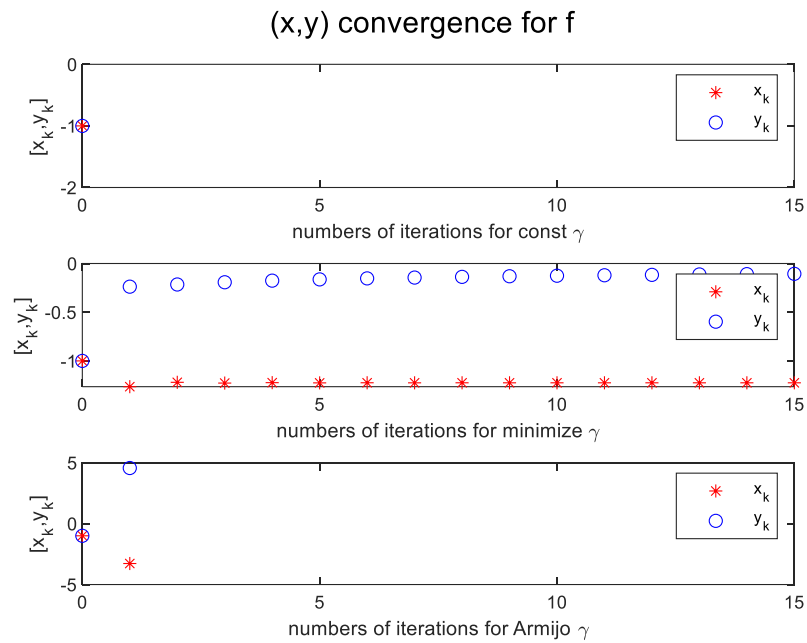 (x,y) convergence for f
[x_k,y_k]
0
-1
-2
x_k
y_k
0 5 10 15
numbers of iterations for const γ
[x_k,y_k]
0
-0.5
-1
x_k
y_k
0 5 10 15
numbers of iterations for minimize γ
[x_k,y_k]
5
0
-5
x_k
y_k
0 5 10 15
numbers of iterations for Armijo γ